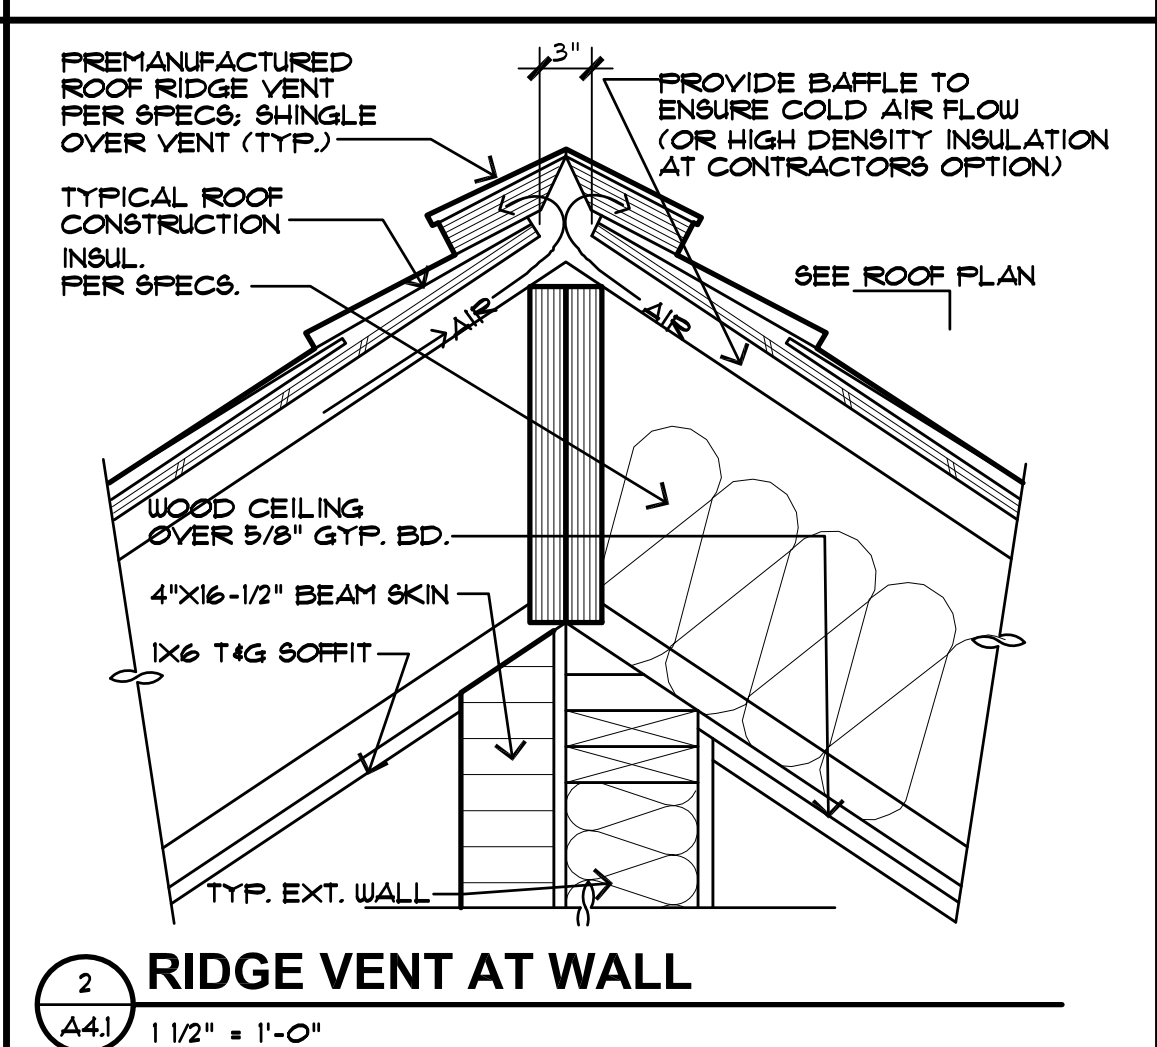 3"
PREMANUFACTURED
ROOF RIDGE VENT
PER SPECS; SHINGLE
OVER VENT (TYP.)
PROVIDE BAFFLE TO
ENSURE COLD AIR FLOW
(OR HIGH DENSITY INSULATION
AT CONTRACTORS OPTION)
TYPICAL ROOF
CONSTRUCTION
INSUL.
PER SPECS.
SEE ROOF PLAN
AIR
AIR
WOOD CEILING
OVER 5/8" GYP. BD.
4"X16-1/2" BEAM SKIN
1X6 T&G SOFFIT
TYP. EXT. WALL
2
A4.1
RIDGE VENT AT WALL
1 1/2" = 1'-0"